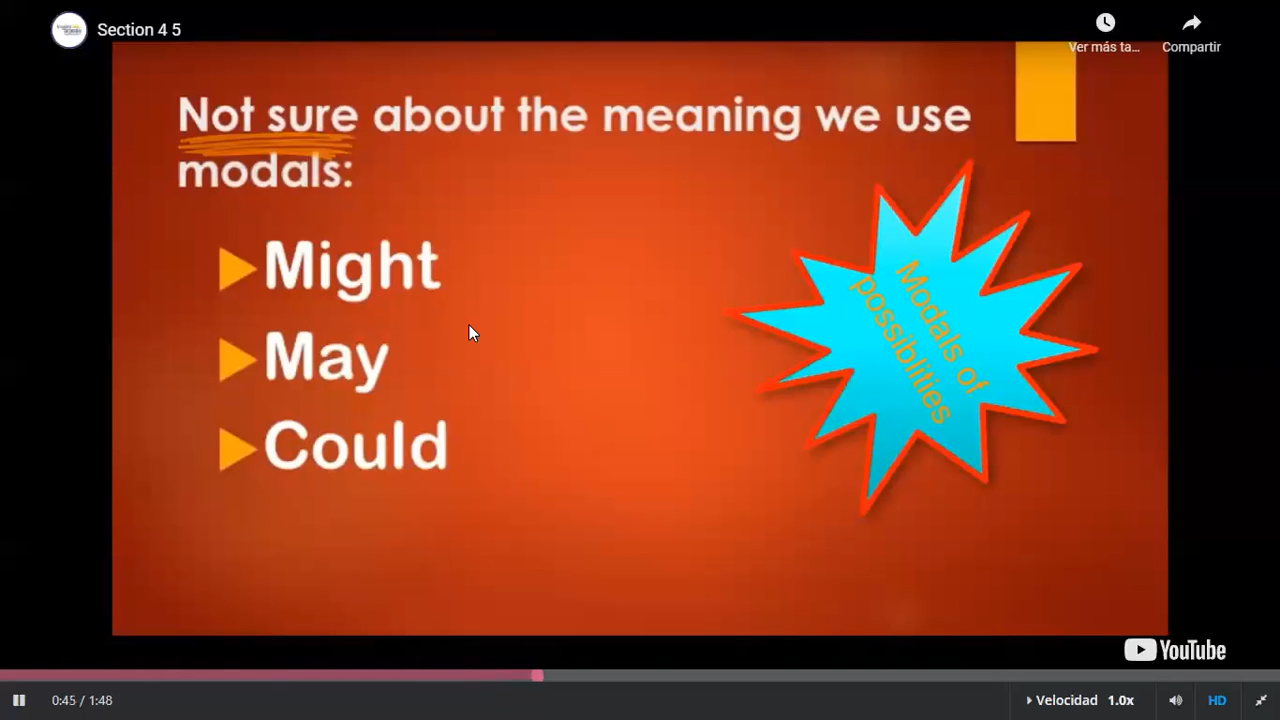 Section 4 5
Ver más ta...
Compartir
Not sure about the meaning we use
modals:
Might
May
Could
Modals of
possiblities
YouTube
0:45 / 1:48
Velocidad 1.0x
HD